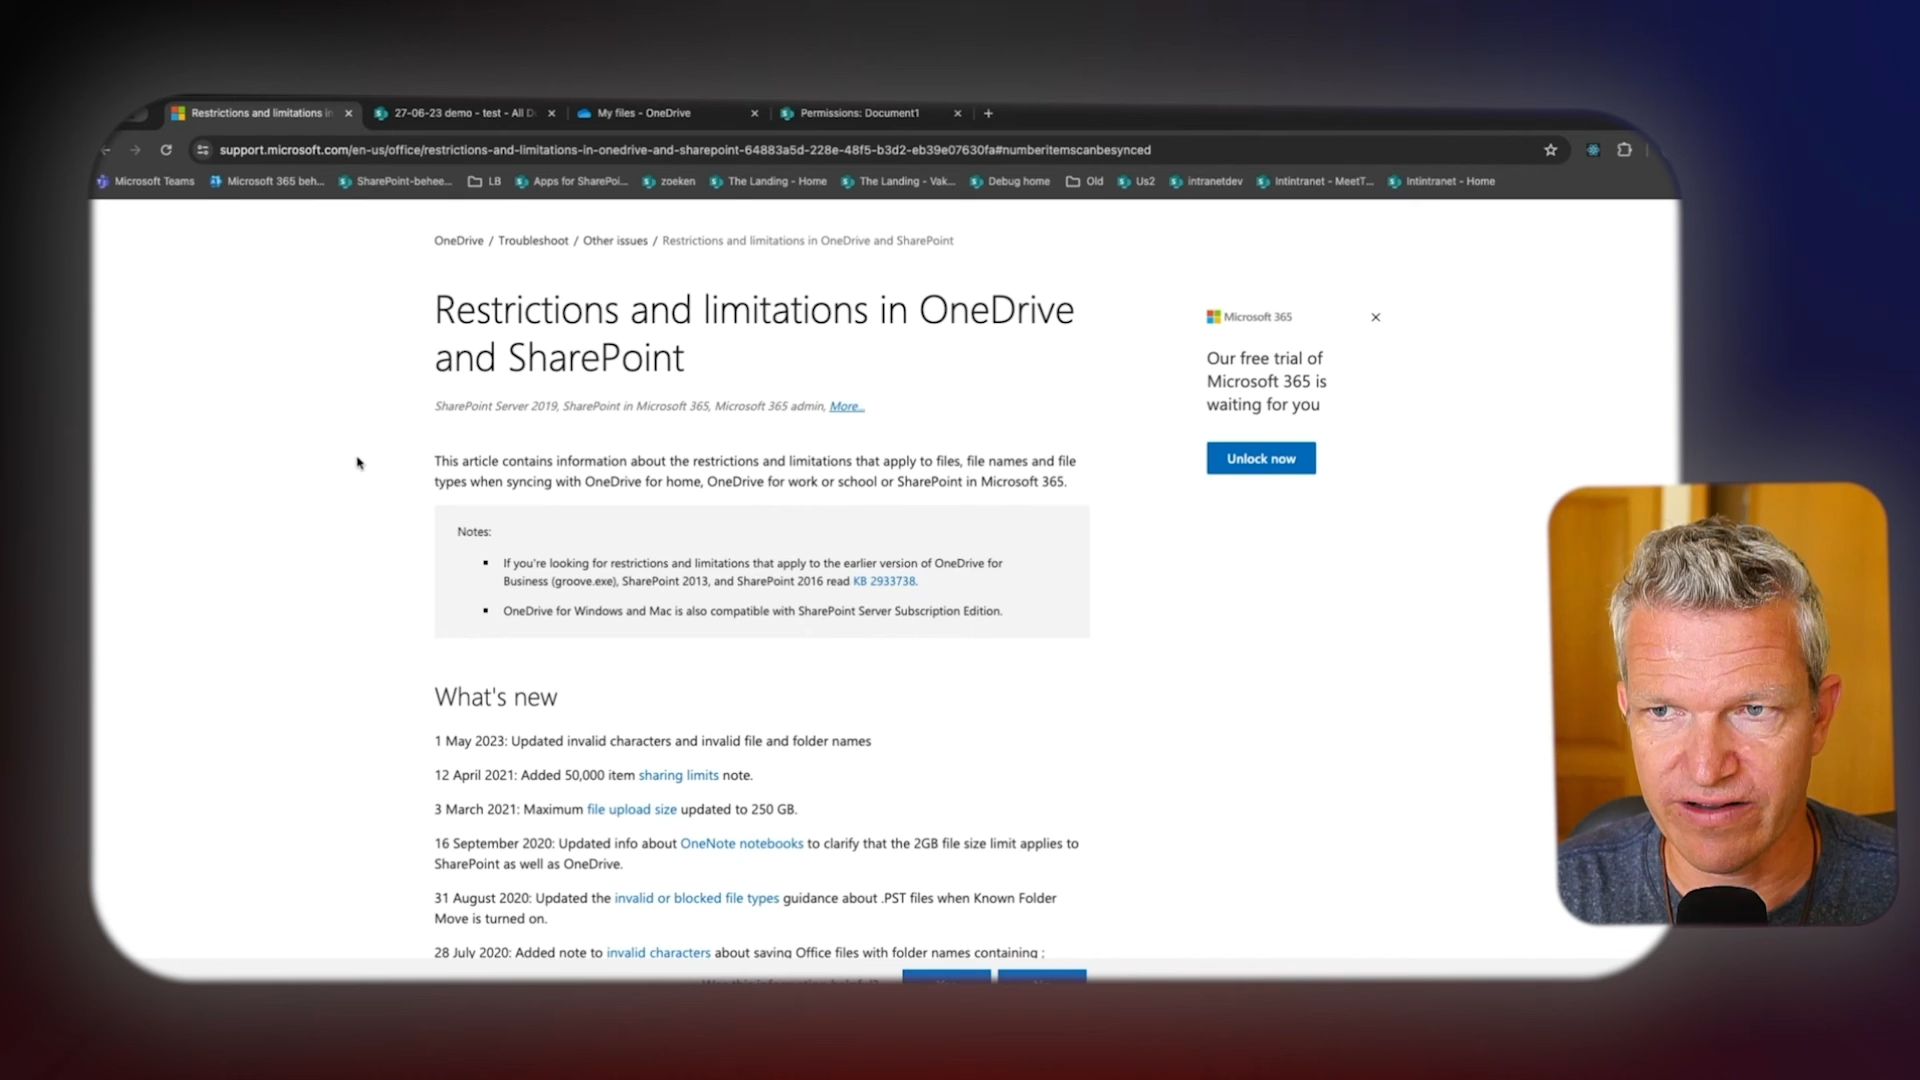 Restrictions and limitations in
27-06-23 demo - test - All D
My files - OneDrive
Permissions: Document1
support.microsoft.com/en-us/office/restrictions-and-limitations-in-onedrive-and-sharepoint-64883a5d-228e-48f5-b3d2-eb39e07630fa#numberitemscanbesynced
Microsoft Teams
Microsoft 365 beh...
SharePoint-behee...
LB
Apps for SharePoi...
zoeken
The Landing - Home
The Landing - Vak...
Debug home
Old
Us2
intranetdev
Intintranet - MeetT...
Intintranet - Home
OneDrive / Troubleshoot / Other issues / Restrictions and limitations in OneDrive and SharePoint
Restrictions and limitations in OneDrive
and SharePoint
SharePoint Server 2019, SharePoint in Microsoft 365, Microsoft 365 admin, More...
This article contains information about the restrictions and limitations that apply to files, file names and file
types when syncing with OneDrive for home, OneDrive for work or school or SharePoint in Microsoft 365.
Notes:
If you're looking for restrictions and limitations that apply to the earlier version of OneDrive for
Business (groove.exe), SharePoint 2013, and SharePoint 2016 read KB 2933738.
OneDrive for Windows and Mac is also compatible with SharePoint Server Subscription Edition.
What's new
1 May 2023: Updated invalid characters and invalid file and folder names
12 April 2021: Added 50,000 item sharing limits note.
3 March 2021: Maximum file upload size updated to 250 GB.
16 September 2020: Updated info about OneNote notebooks to clarify that the 2GB file size limit applies to
SharePoint as well as OneDrive.
31 August 2020: Updated the invalid or blocked file types guidance about .PST files when Known Folder
Move is turned on.
28 July 2020: Added note to invalid characters about saving Office files with folder names containing ;
Microsoft 365
Our free trial of
Microsoft 365 is
waiting for you
Unlock now